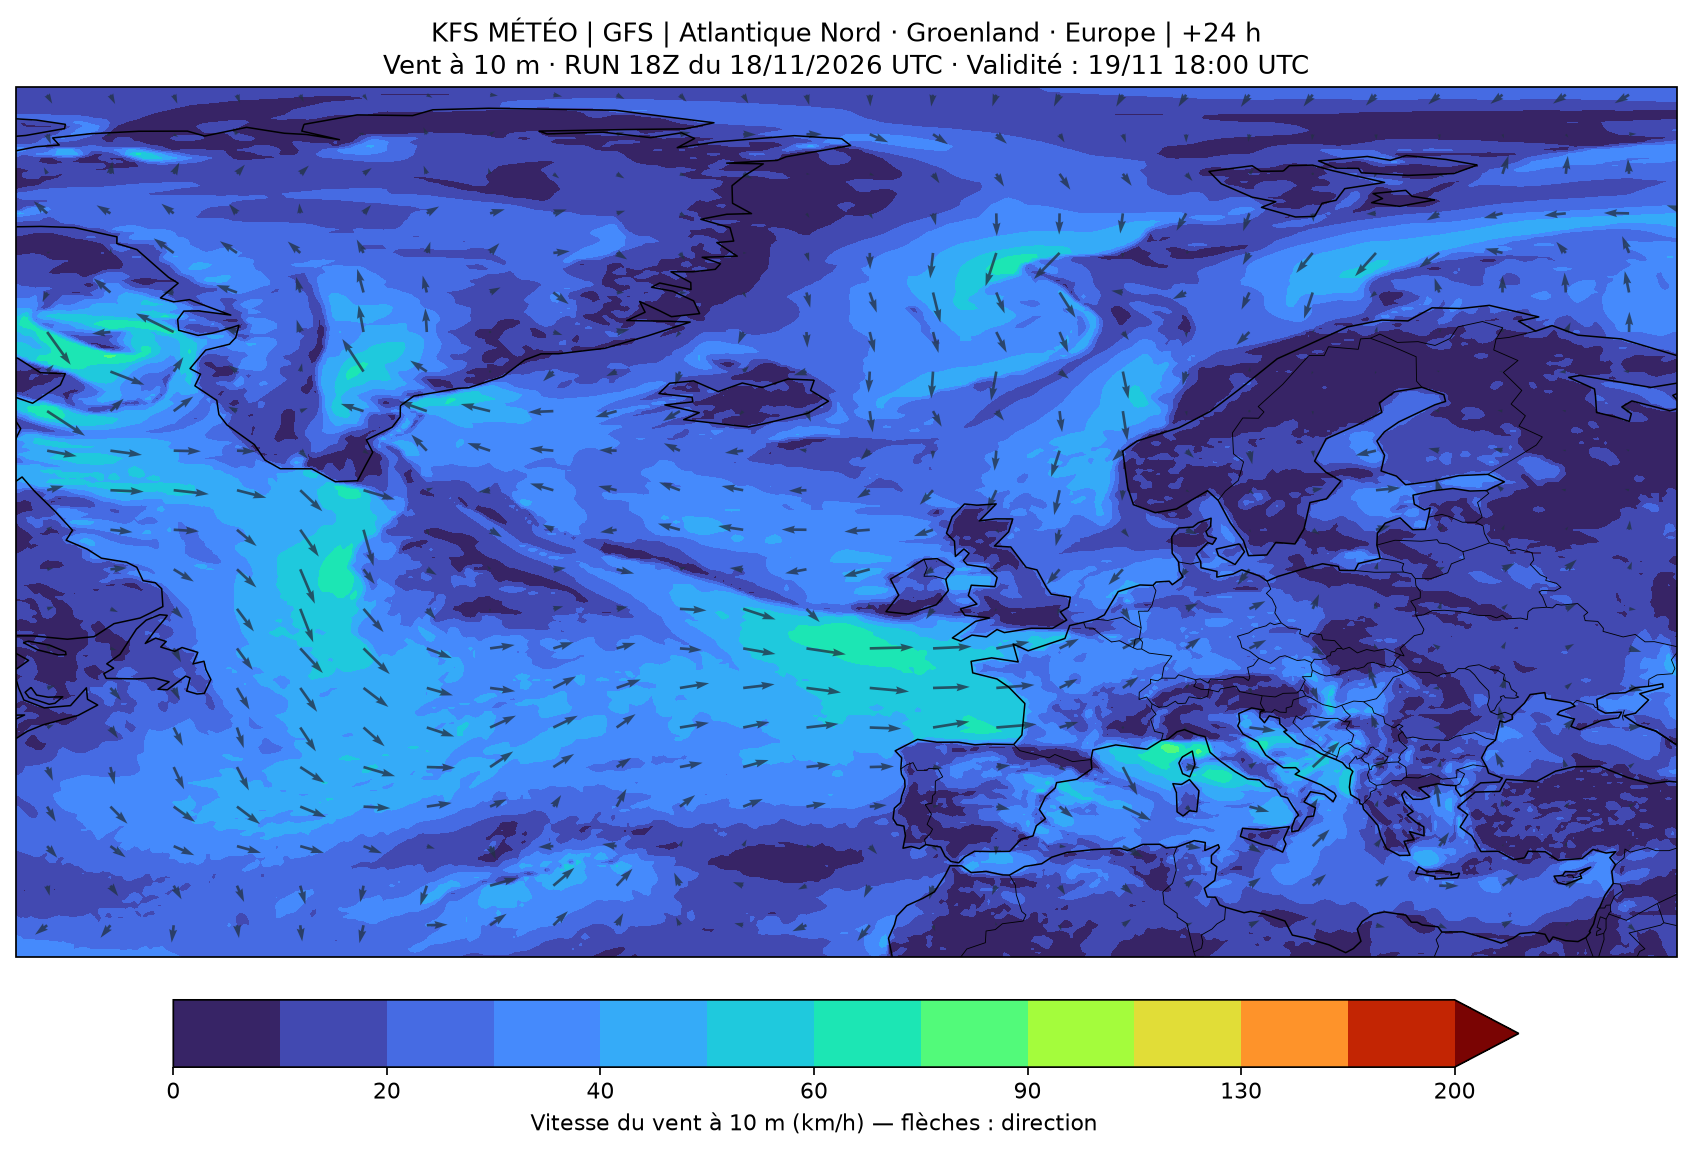 KFS MÉTÉO | GFS | Atlantique Nord · Groenland · Europe | +24 h
Vent à 10 m · RUN 18Z du 18/11/2026 UTC · Validité : 19/11 18:00 UTC
0 20 40 60 90 130 200
Vitesse du vent à 10 m (km/h) — flèches : direction